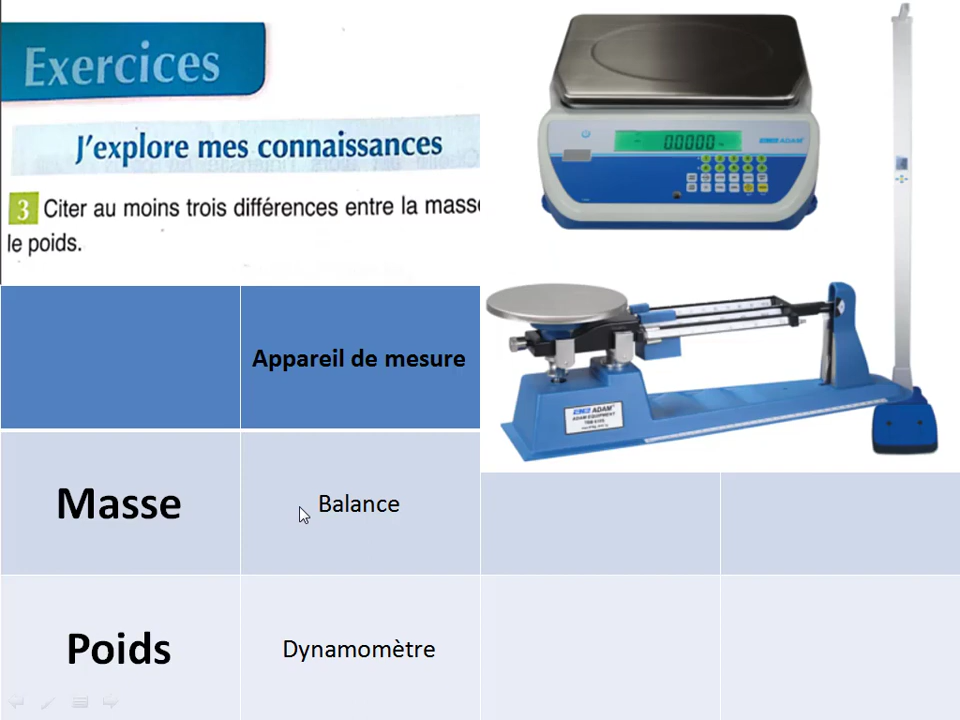 Exercices
J'explore mes connaissances
3 Citer au moins trois différences entre la masse
le poids.
0.0000
ADAM
ADAM
ADAM EQUIPMENT
Appareil de mesure
Masse
Balance
Poids
Dynamomètre